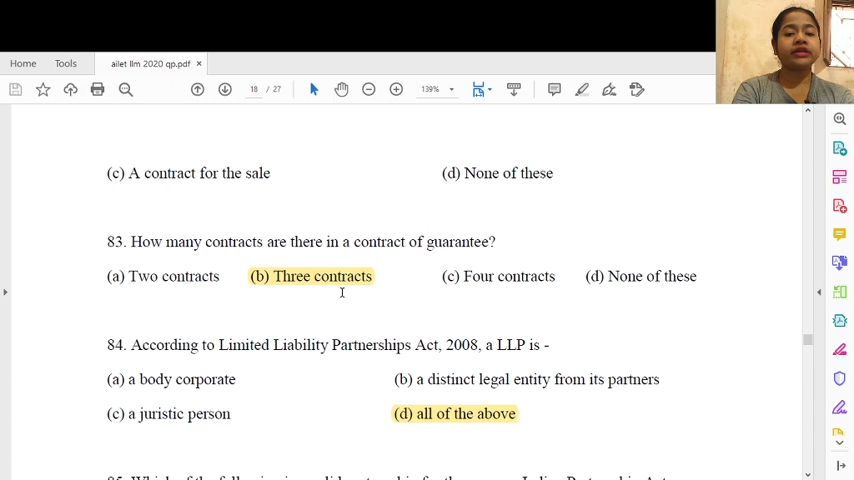 Home Tools ailet llm 2020 qp.pdf ×
18 / 27 139%
(c) A contract for the sale (d) None of these
83. How many contracts are there in a contract of guarantee?
(a) Two contracts (b) Three contracts (c) Four contracts (d) None of these
84. According to Limited Liability Partnerships Act, 2008, a LLP is -
(a) a body corporate (b) a distinct legal entity from its partners
(c) a juristic person (d) all of the above